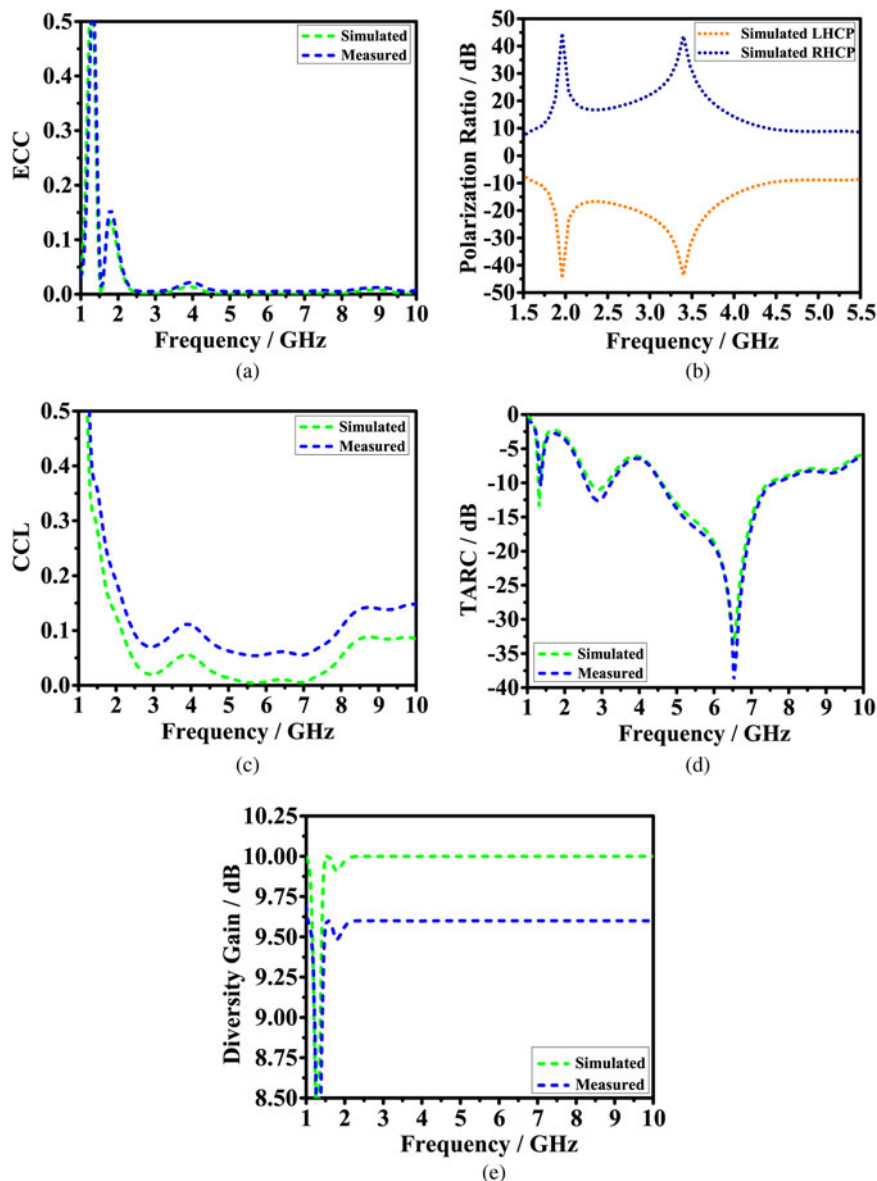 0.5
0.4
0.3
0.2
0.1
0.0
ECC
Simulated
Measured
1 2 3 4 5 6 7 8 9 10
Frequency / GHz
(a)
50
40
30
20
10
0
-10
-20
-30
-40
50
Polarization Ratio / dB
Simulated LHCP
Simulated RHCP
1.5 2.0 2.5 3.0 3.5 4.0 4.5 5.0 5.5
Frequency / GHz
(b)
0.5
0.4
0.3
0.2
0.1
0.0
CCL
Simulated
Measured
1 2 3 4 5 6 7 8 9 10
Frequency / GHz
(c)
0
-5
-10
-15
-20
-25
-30
-35
-40
TARC / dB
Simulated
Measured
1 2 3 4 5 6 7 8 9 10
Frequency / GHz
(d)
10.25
10.00
9.75
9.50
9.25
9.00
8.75
8.50
Diversity Gain / dB
Simulated
Measured
1 2 3 4 5 6 7 8 9 10
Frequency / GHz
(e)